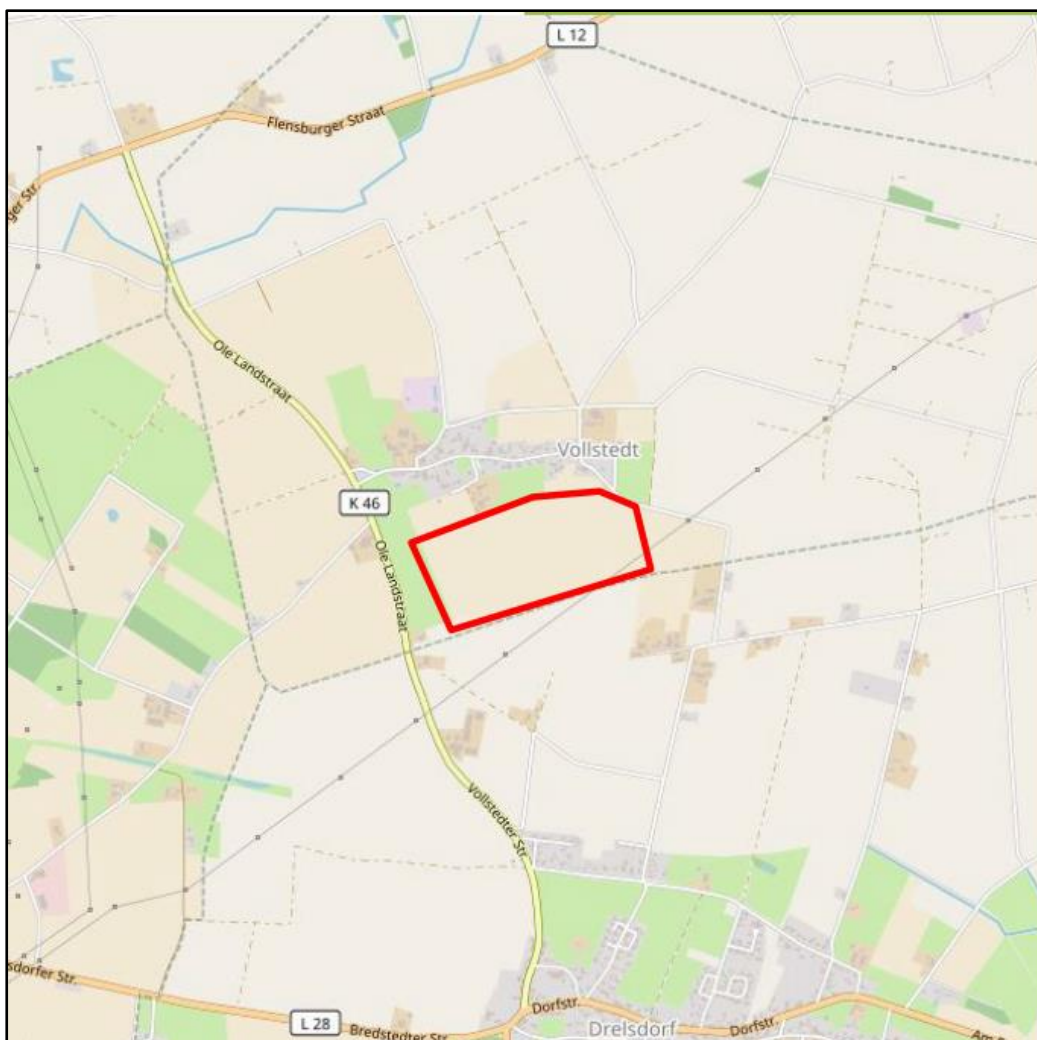 L 12
Flensburger Straat
ger Str.
Ole Landstraat
Vollstedt
K 46
Ole Landstraat
Vollstedter Str
sdorfer Str.
L 28
Bredstedter Str.
Dorfstr.
Drelsdorf
Dorfstr.